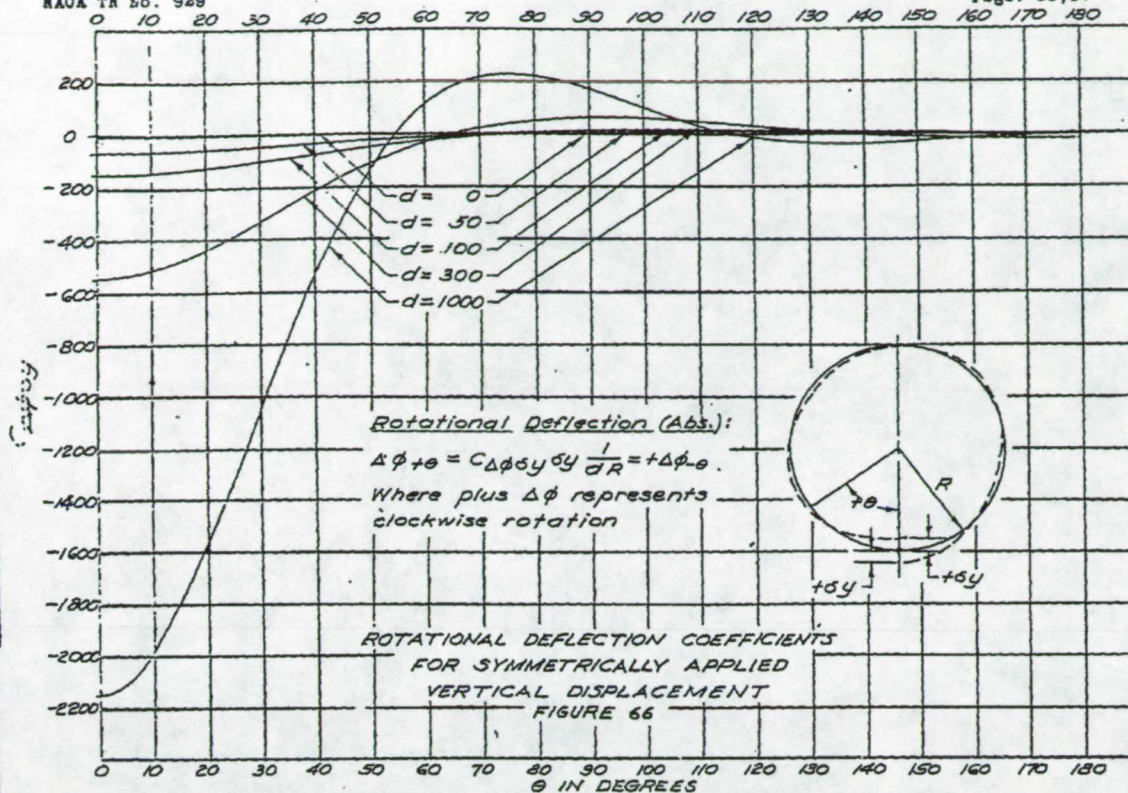 NACA TN No. 929
0 10 20 30 40 50 60 70 80 90 100 110 120 130 140 150 160 170 180
200
0
-200
-400
-600
-800
-1000
-1200
-1400
-1600
-1800
-2000
-2200
d = 0
d = 50
d = 100
d = 300
d = 1000
Rotational Deflection (Abs.):
Δφ+θ = CΔφδy δy 1/dR = +Δφ-θ.
Where plus Δφ represents
clockwise rotation
R
+θ
+δy
+δy
ROTATIONAL DEFLECTION COEFFICIENTS
FOR SYMMETRICALLY APPLIED
VERTICAL DISPLACEMENT
FIGURE 66
0 10 20 30 40 50 60 70 80 90 100 110 120 130 140 150 160 170 180
θ IN DEGREES